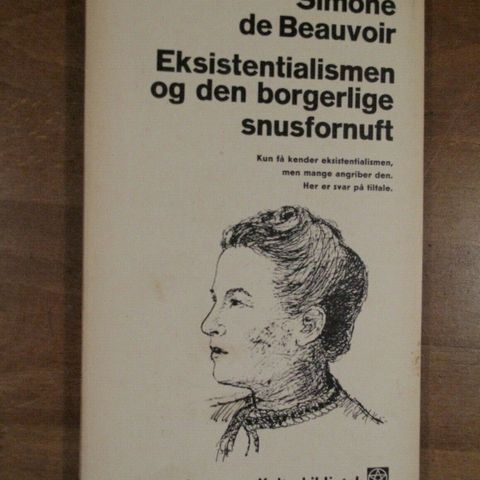 Simone
de Beauvoir
Eksistentialismen
og den borgerlige
snusfornuft
Kun få kender eksistentialismen,
men mange angriber den.
Her er svar på tiltale.